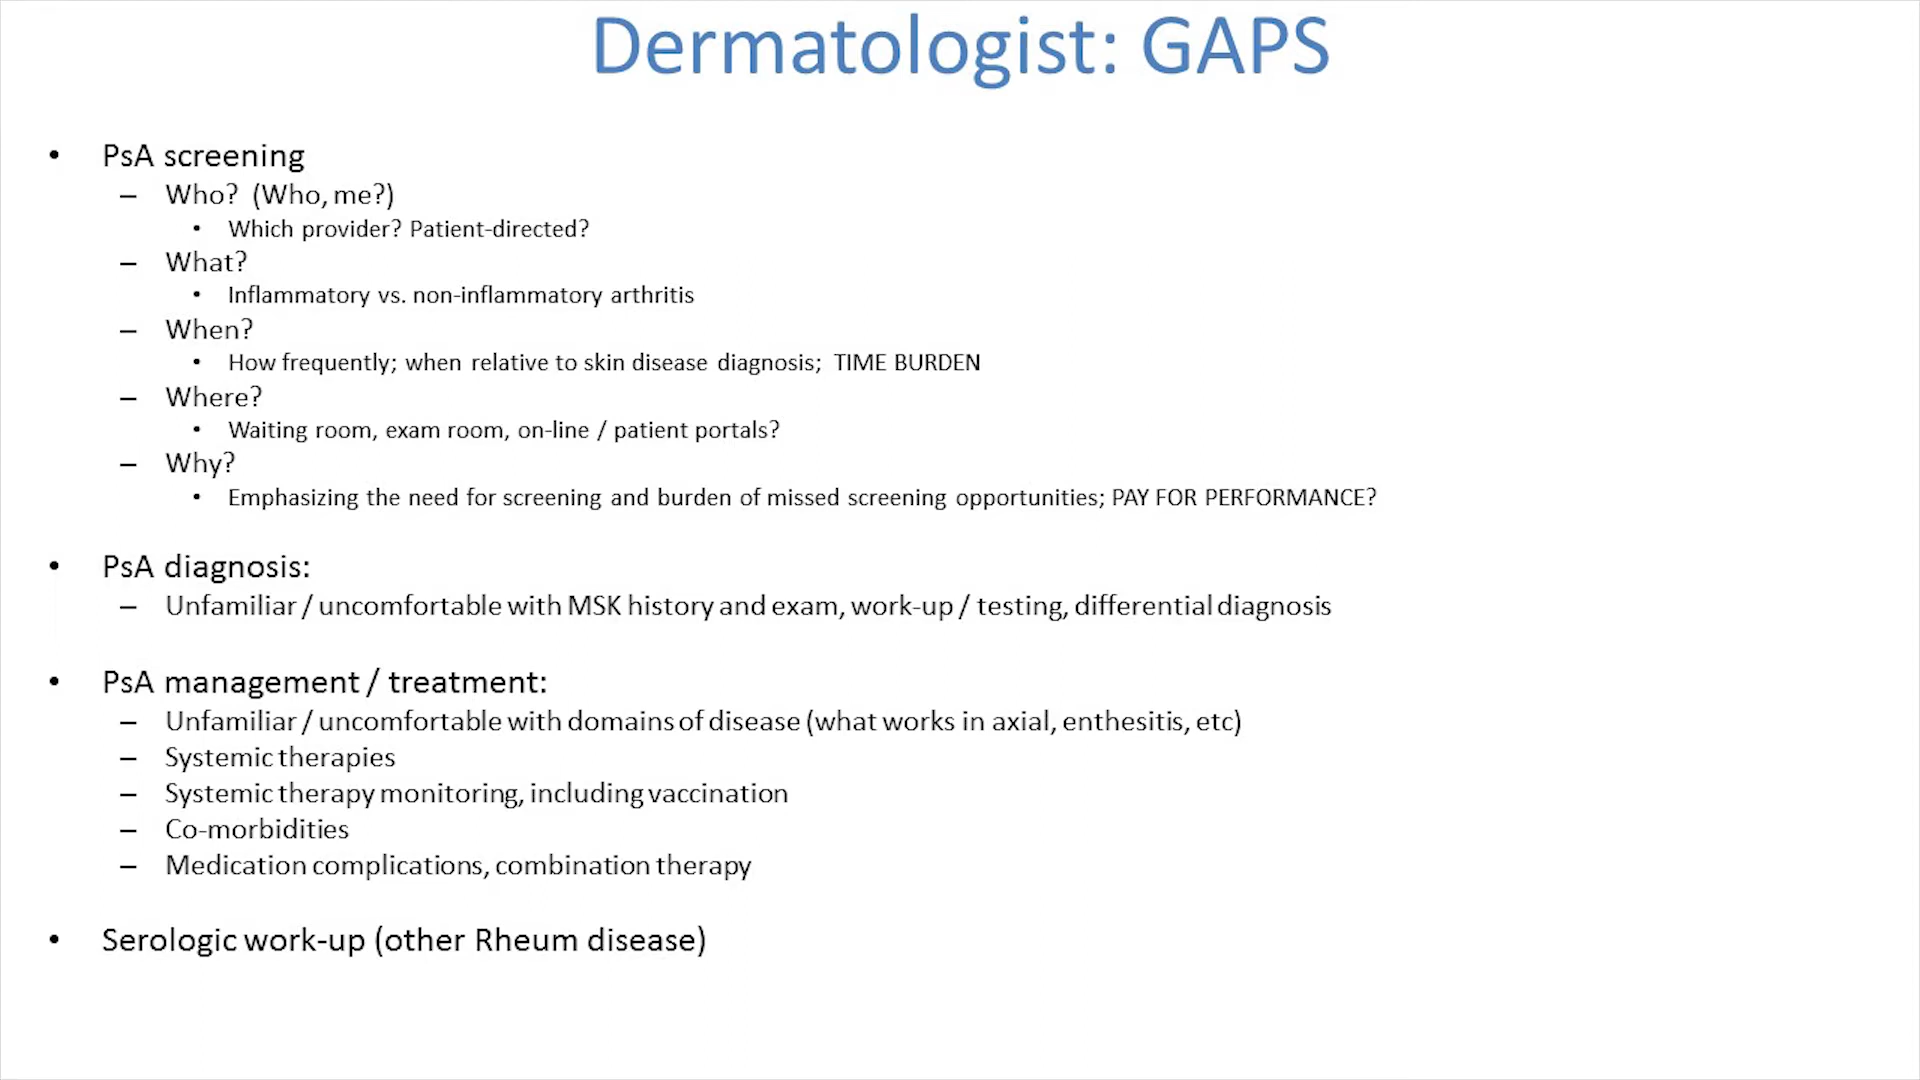 Dermatologist: GAPS
• PsA screening
– Who? (Who, me?)
• Which provider? Patient-directed?
– What?
• Inflammatory vs. non-inflammatory arthritis
– When?
• How frequently; when relative to skin disease diagnosis; TIME BURDEN
– Where?
• Waiting room, exam room, on-line / patient portals?
– Why?
• Emphasizing the need for screening and burden of missed screening opportunities; PAY FOR PERFORMANCE?
• PsA diagnosis:
– Unfamiliar / uncomfortable with MSK history and exam, work-up / testing, differential diagnosis
• PsA management / treatment:
– Unfamiliar / uncomfortable with domains of disease (what works in axial, enthesitis, etc)
– Systemic therapies
– Systemic therapy monitoring, including vaccination
– Co-morbidities
– Medication complications, combination therapy
• Serologic work-up (other Rheum disease)